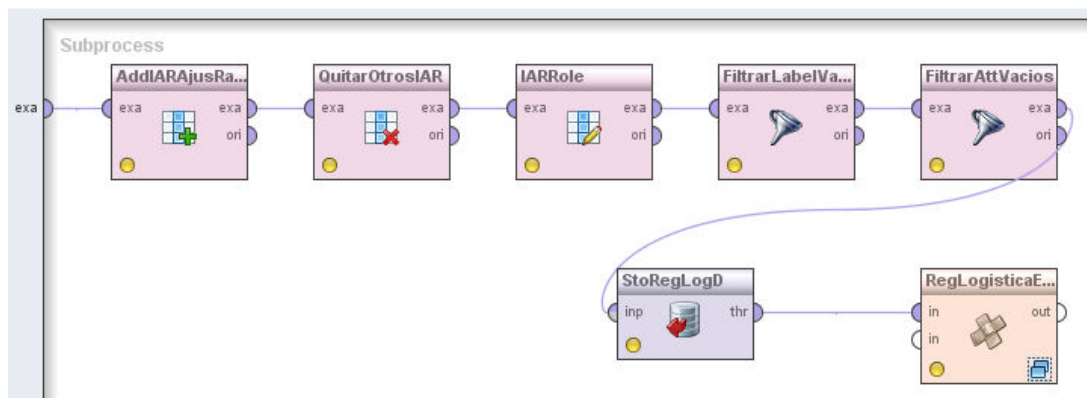 Subprocess
AddIARAjusRa... QuitarOtrosIAR IARRole FiltrarLabelVa... FiltrarAttVacios
exa exa exa exa exa exa exa exa exa exa exa
ori ori ori ori ori
StoRegLogD RegLogisticaE...
inp thr in out
in